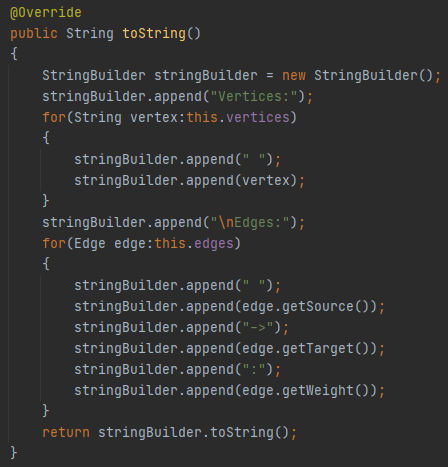 @Override
public String toString()
{
    StringBuilder stringBuilder = new StringBuilder();
    stringBuilder.append("Vertices:");
    for(String vertex:this.vertices)
    {
        stringBuilder.append(" ");
        stringBuilder.append(vertex);
    }
    stringBuilder.append("\nEdges:");
    for(Edge edge:this.edges)
    {
        stringBuilder.append(" ");
        stringBuilder.append(edge.getSource());
        stringBuilder.append("->");
        stringBuilder.append(edge.getTarget());
        stringBuilder.append(":");
        stringBuilder.append(edge.getWeight());
    }
    return stringBuilder.toString();
}